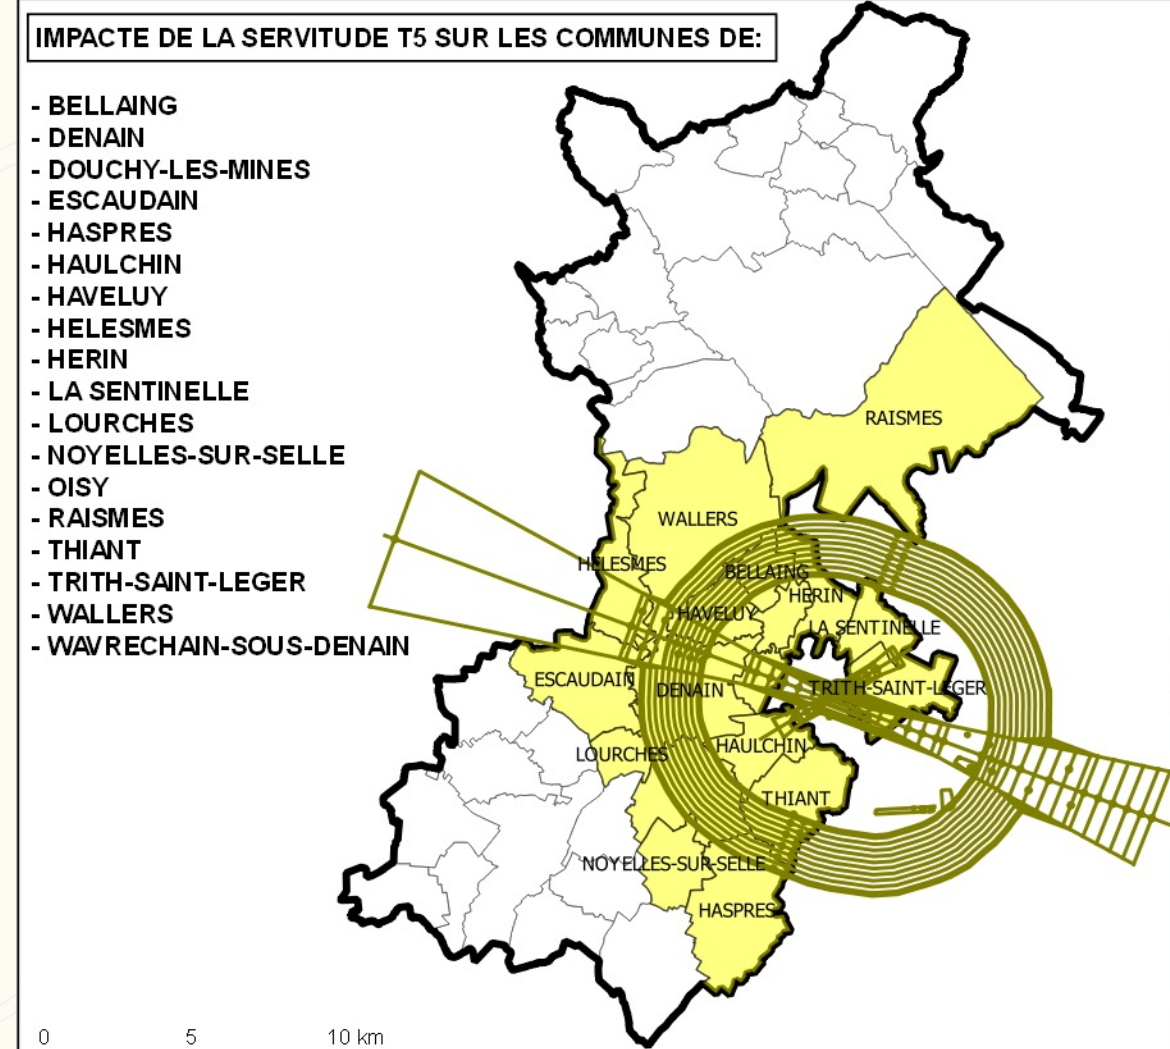 IMPACTE DE LA SERVITUDE T5 SUR LES COMMUNES DE:
- BELLAING
- DENAIN
- DOUCHY-LES-MINES
- ESCAUDAIN
- HASPRES
- HAULCHIN
- HAVELUY
- HELESMES
- HERIN
- LA SENTINELLE
- LOURCHES
- NOYELLES-SUR-SELLE
- OISY
- RAISMES
- THIANT
- TRITH-SAINT-LEGER
- WALLERS
- WAVRECHAIN-SOUS-DENAIN
RAISMES
WALLERS
HELESMES
BELLAING
HERIN
HAVELUY
LA SENTINELLE
ESCAUDAIN
DENAIN
TRITH-SAINT-LEGER
HAULCHIN
LOURCHES
THIANT
NOYELLES-SUR-SELLE
HASPRES
0 5 10 km